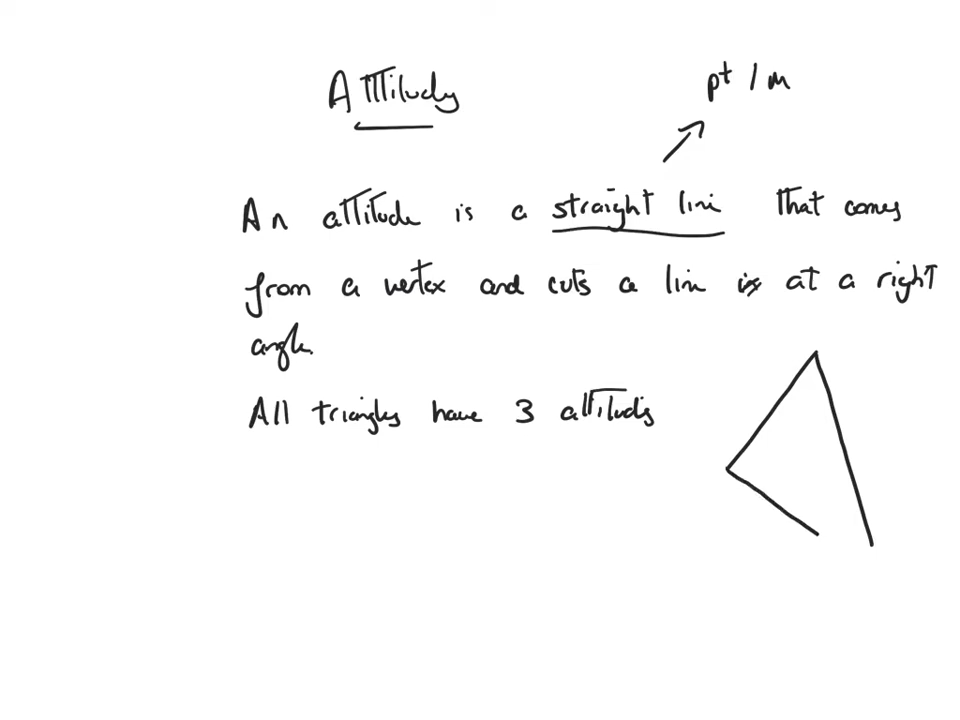 Attitudy
pt / m
An attitude is a straight line that comes
from a vertex and cuts a line is at a right
angle.
All triangles have 3 attitudes